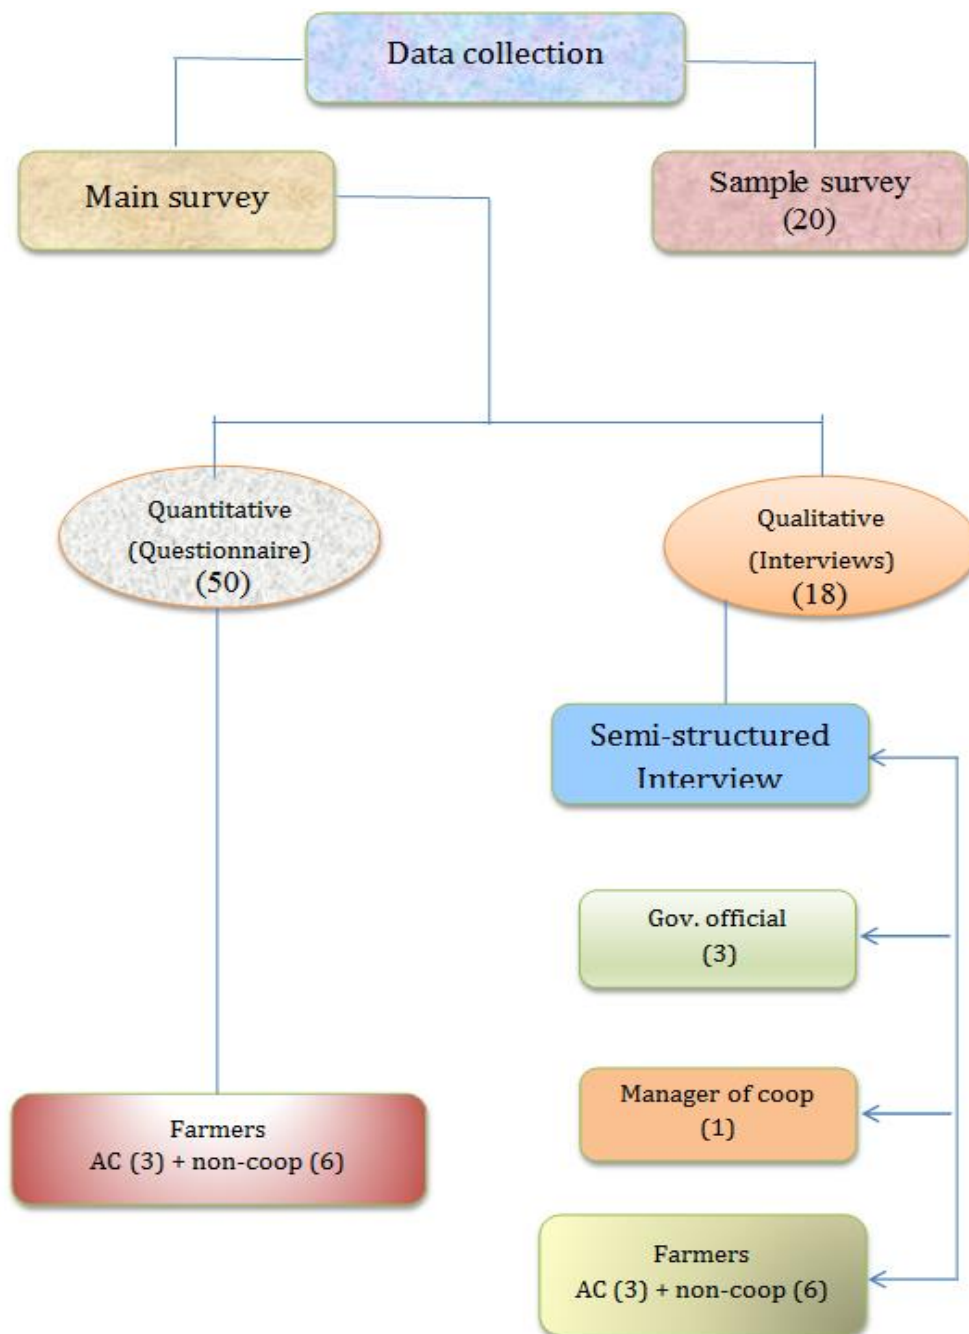 Data collection
Main survey
Sample survey
(20)
Quantitative
(Questionnaire)
(50)
Qualitative
(Interviews)
(18)
Semi-structured
Interview
Gov. official
(3)
Manager of coop
(1)
Farmers
AC (3) + non-coop (6)
Farmers
AC (3) + non-coop (6)